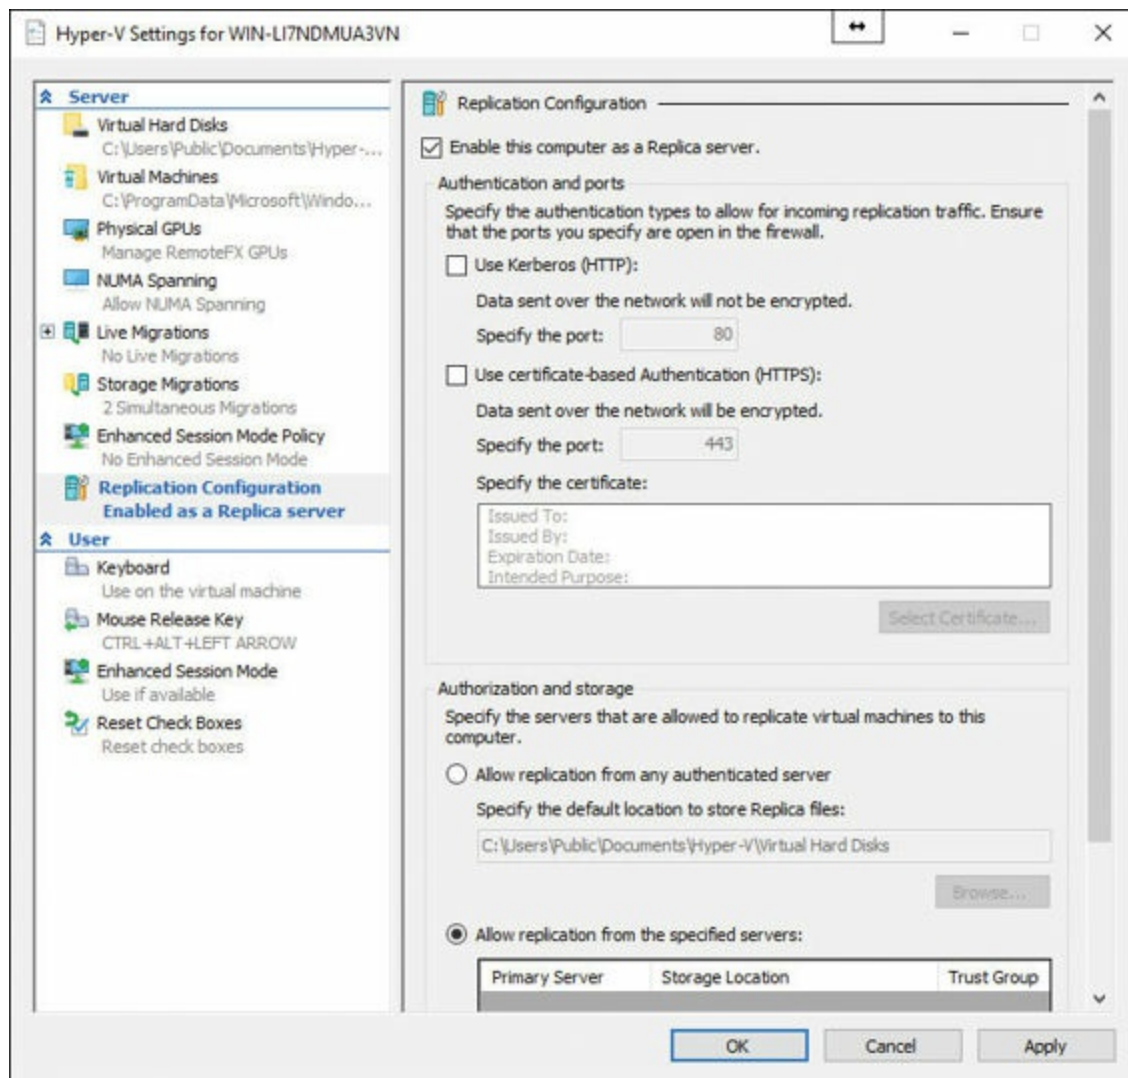 Hyper-V Settings for WIN-LI7NDMUA3VN
Server
Virtual Hard Disks
C:\Users\Public\Documents\Hyper-...
Virtual Machines
C:\ProgramData\Microsoft\Windo...
Physical GPUs
Manage RemoteFX GPUs
NUMA Spanning
Allow NUMA Spanning
Live Migrations
No Live Migrations
Storage Migrations
2 Simultaneous Migrations
Enhanced Session Mode Policy
No Enhanced Session Mode
Replication Configuration
Enabled as a Replica server
User
Keyboard
Use on the virtual machine
Mouse Release Key
CTRL+ALT+LEFT ARROW
Enhanced Session Mode
Use if available
Reset Check Boxes
Reset check boxes
Replication Configuration
Enable this computer as a Replica server.
Authentication and ports
Specify the authentication types to allow for incoming replication traffic. Ensure
that the ports you specify are open in the firewall.
Use Kerberos (HTTP):
Data sent over the network will not be encrypted.
Specify the port: 80
Use certificate-based Authentication (HTTPS):
Data sent over the network will be encrypted.
Specify the port: 443
Specify the certificate:
Issued To:
Issued By:
Expiration Date:
Intended Purpose:
Select Certificate...
Authorization and storage
Specify the servers that are allowed to replicate virtual machines to this
computer.
Allow replication from any authenticated server
Specify the default location to store Replica files:
C:\Users\Public\Documents\Hyper-V\Virtual Hard Disks
Browse...
Allow replication from the specified servers:
Primary Server Storage Location Trust Group
OK Cancel Apply